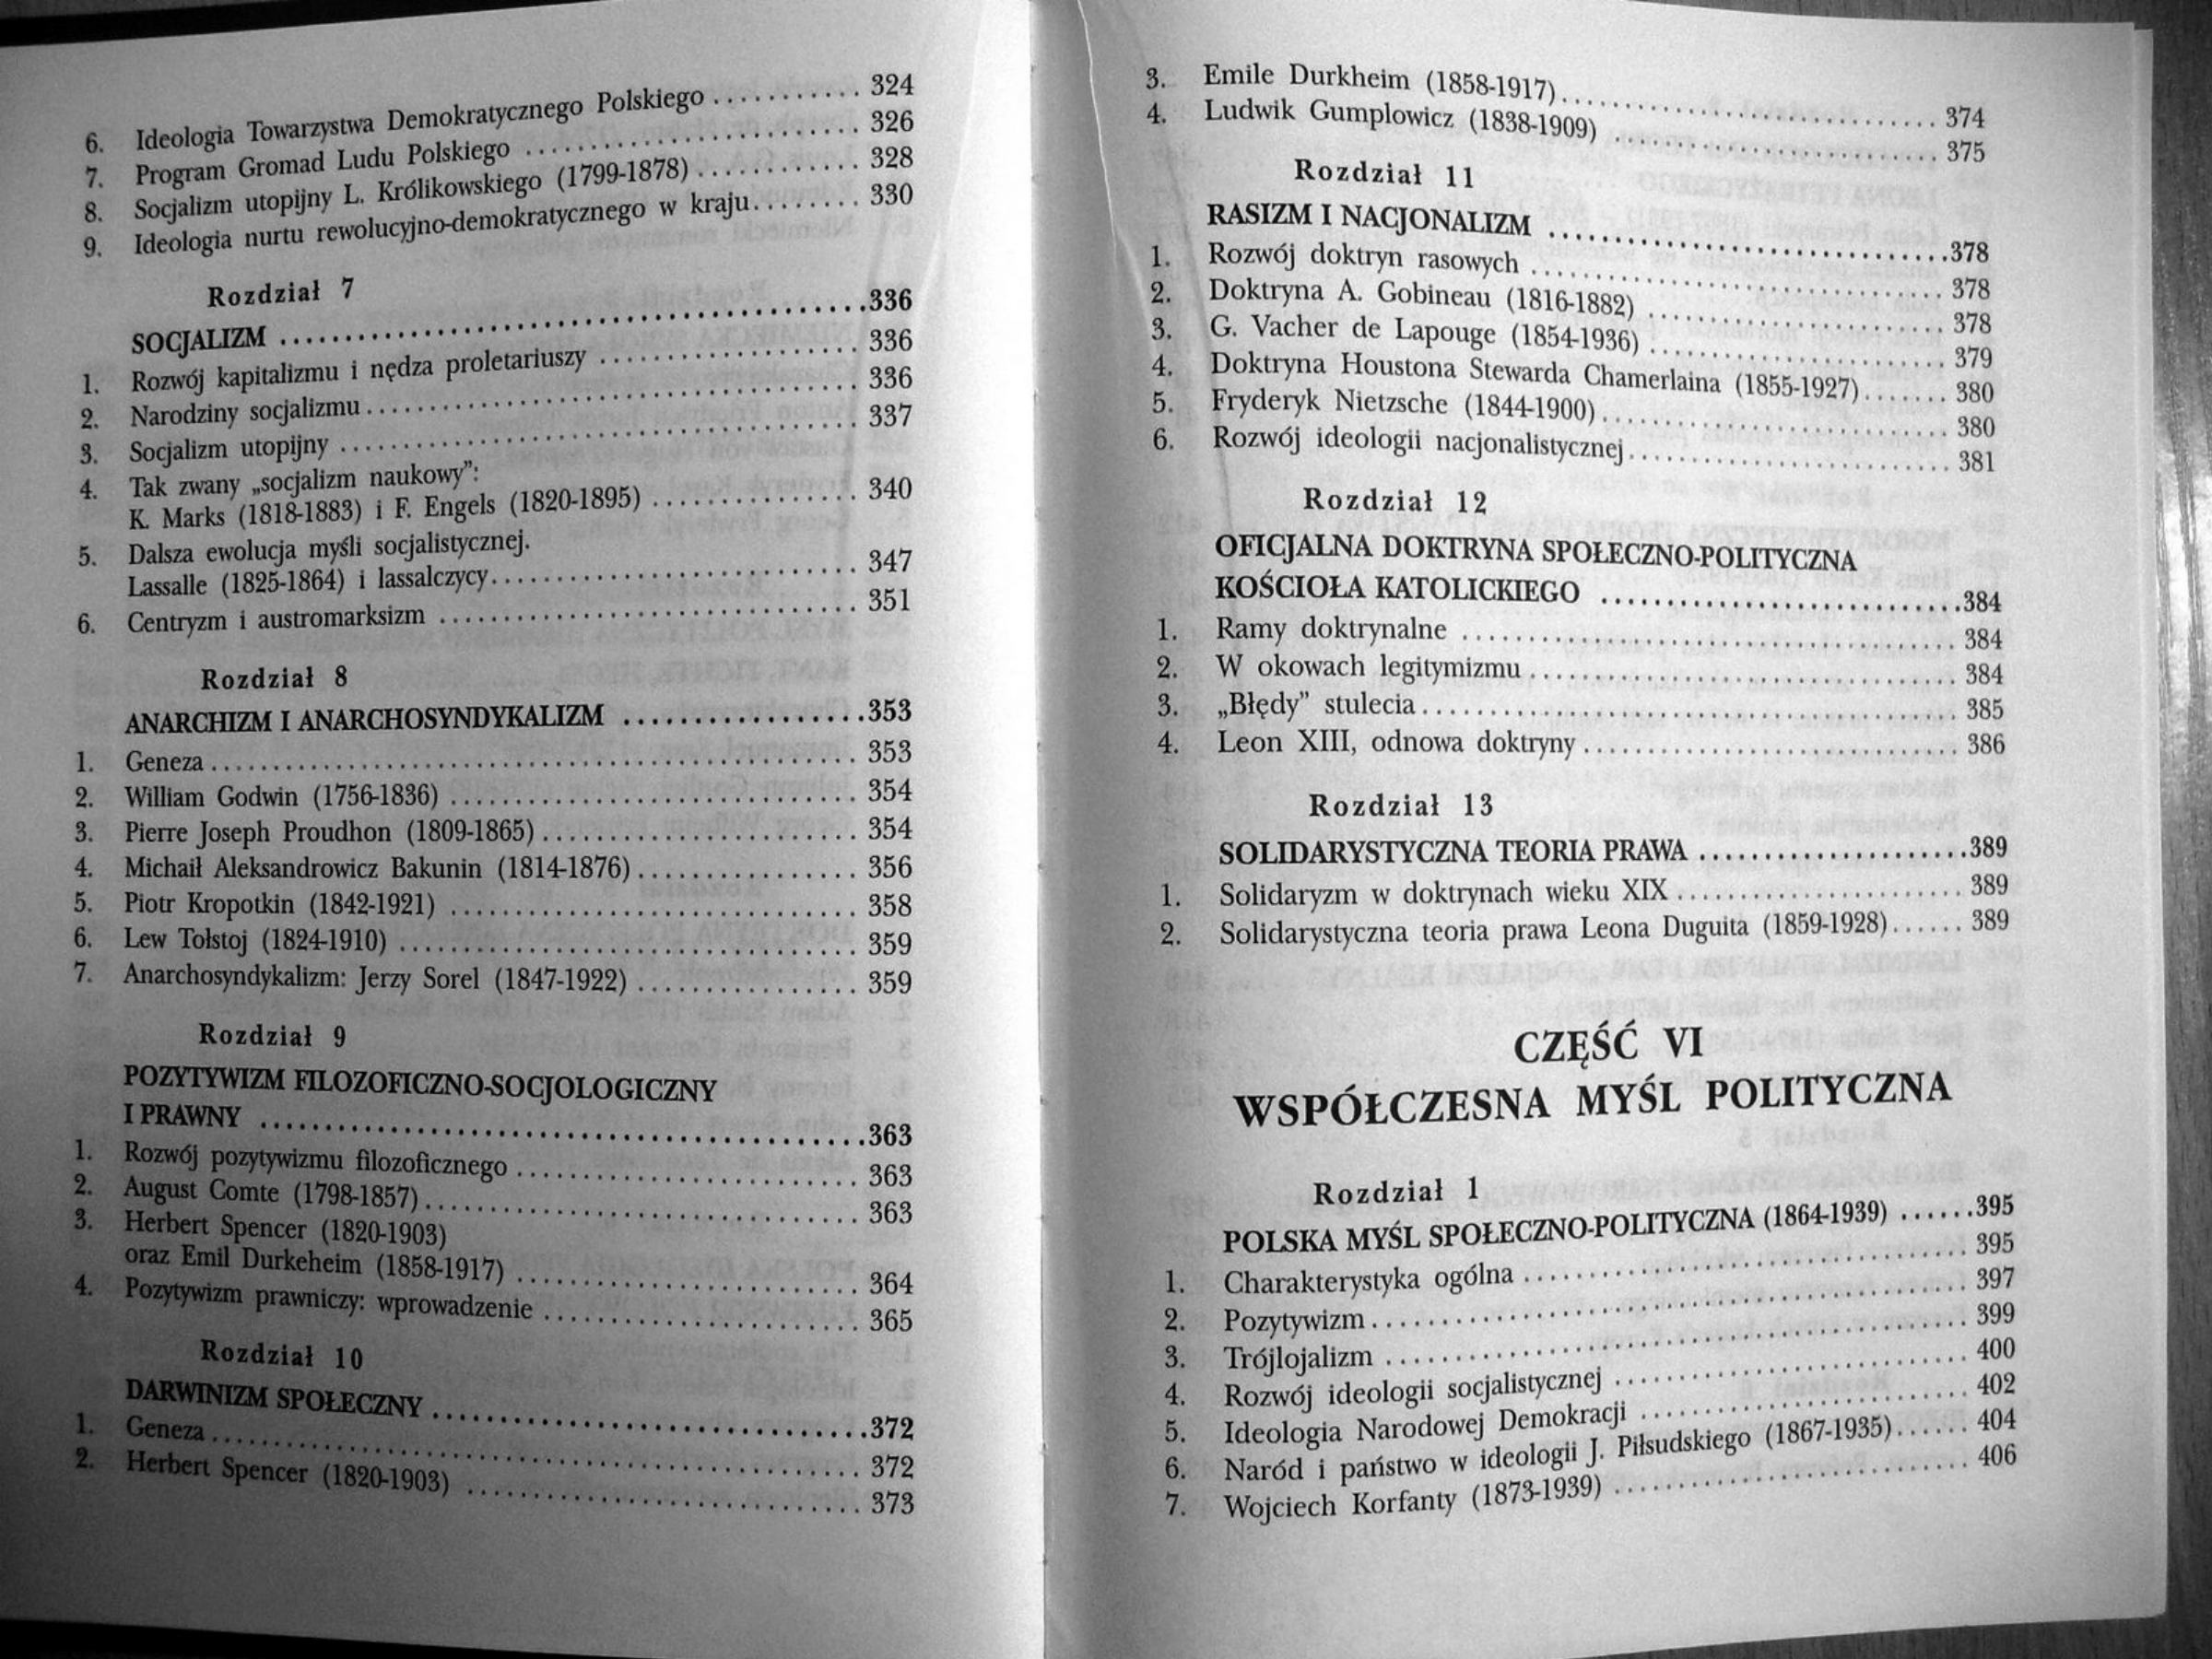 6. Ideologia Towarzystwa Demokratycznego Polskiego ........... 324
7. Program Gromad Ludu Polskiego ........................ 326
8. Socjalizm utopijny L. Królikowskiego (1799-1878) ............ 328
9. Ideologia nurtu rewolucyjno-demokratycznego w kraju........ 330
Rozdział 7
SOCJALIZM ............................................336
1. Rozwój kapitalizmu i nędza proletariuszy .................. 336
2. Narodziny socjalizmu................................... 336
3. Socjalizm utopijny ..................................... 337
4. Tak zwany „socjalizm naukowy”:
K. Marks (1818-1883) i F. Engels (1820-1895) ............... 340
5. Dalsza ewolucja myśli socjalistycznej.
Lassalle (1825-1864) i lassalczycy.......................... 347
6. Centryzm i austromarksizm .............................. 351
Rozdział 8
ANARCHIZM I ANARCHOSYNDYKALIZM ..................353
1. Geneza.............................................. 353
2. William Godwin (1756-1836) ............................. 354
3. Pierre Joseph Proudhon (1809-1865)....................... 354
4. Michaił Aleksandrowicz Bakunin (1814-1876)................ 356
5. Piotr Kropotkin (1842-1921) ............................. 358
6. Lew Tołstoj (1824-1910) ................................ 359
7. Anarchosyndykalizm: Jerzy Sorel (1847-1922) ................ 359
Rozdział 9
POZYTYWIZM FILOZOFICZNO-SOCJOLOGICZNY
I PRAWNY .............................................363
1. Rozwój pozytywizmu filozoficznego ........................ 363
2. August Comte (1798-1857)............................... 363
3. Herbert Spencer (1820-1903)
oraz Emil Durkeheim (1858-1917) ........................ 364
4. Pozytywizm prawniczy: wprowadzenie ...................... 365
Rozdział 10
DARWINIZM SPOŁECZNY ................................372
1. Geneza.............................................. 372
2. Herbert Spencer (1820-1903) ............................ 373
3. Emile Durkheim (1858-1917)............................. 374
4. Ludwik Gumplowicz (1838-1909) ......................... 375
Rozdział 11
RASIZM I NACJONALIZM ..............................378
1. Rozwój doktryn rasowych ............................... 378
2. Doktryna A. Gobineau (1816-1882) ....................... 378
3. G. Vacher de Lapouge (1854-1936) ....................... 379
4. Doktryna Houstona Stewarda Chamerlaina (1855-1927)....... 380
5. Fryderyk Nietzsche (1844-1900)........................... 380
6. Rozwój ideologii nacjonalistycznej......................... 381
Rozdział 12
OFICJALNA DOKTRYNA SPOŁECZNO-POLITYCZNA
KOŚCIOŁA KATOLICKIEGO ............................384
1. Ramy doktrynalne ..................................... 384
2. W okowach legitymizmu ................................ 384
3. „Błędy” stulecia........................................ 385
4. Leon XIII, odnowa doktryny ............................. 386
Rozdział 13
SOLIDARYSTYCZNA TEORIA PRAWA .....................389
1. Solidaryzm w doktrynach wieku XIX ...................... 389
2. Solidarystyczna teoria prawa Leona Duguita (1859-1928)...... 389
CZĘŚĆ VI
WSPÓŁCZESNA MYŚL POLITYCZNA
Rozdział 1
POLSKA MYŚL SPOŁECZNO-POLITYCZNA (1864-1939) ......395
1. Charakterystyka ogólna ................................. 395
2. Pozytywizm........................................... 397
3. Trójlojalizm .......................................... 399
4. Rozwój ideologii socjalistycznej ........................... 400
5. Ideologia Narodowej Demokracji ......................... 402
6. Naród i państwo w ideologii J. Piłsudskiego (1867-1935)...... 404
7. Wojciech Korfanty (1873-1939) ........................... 406